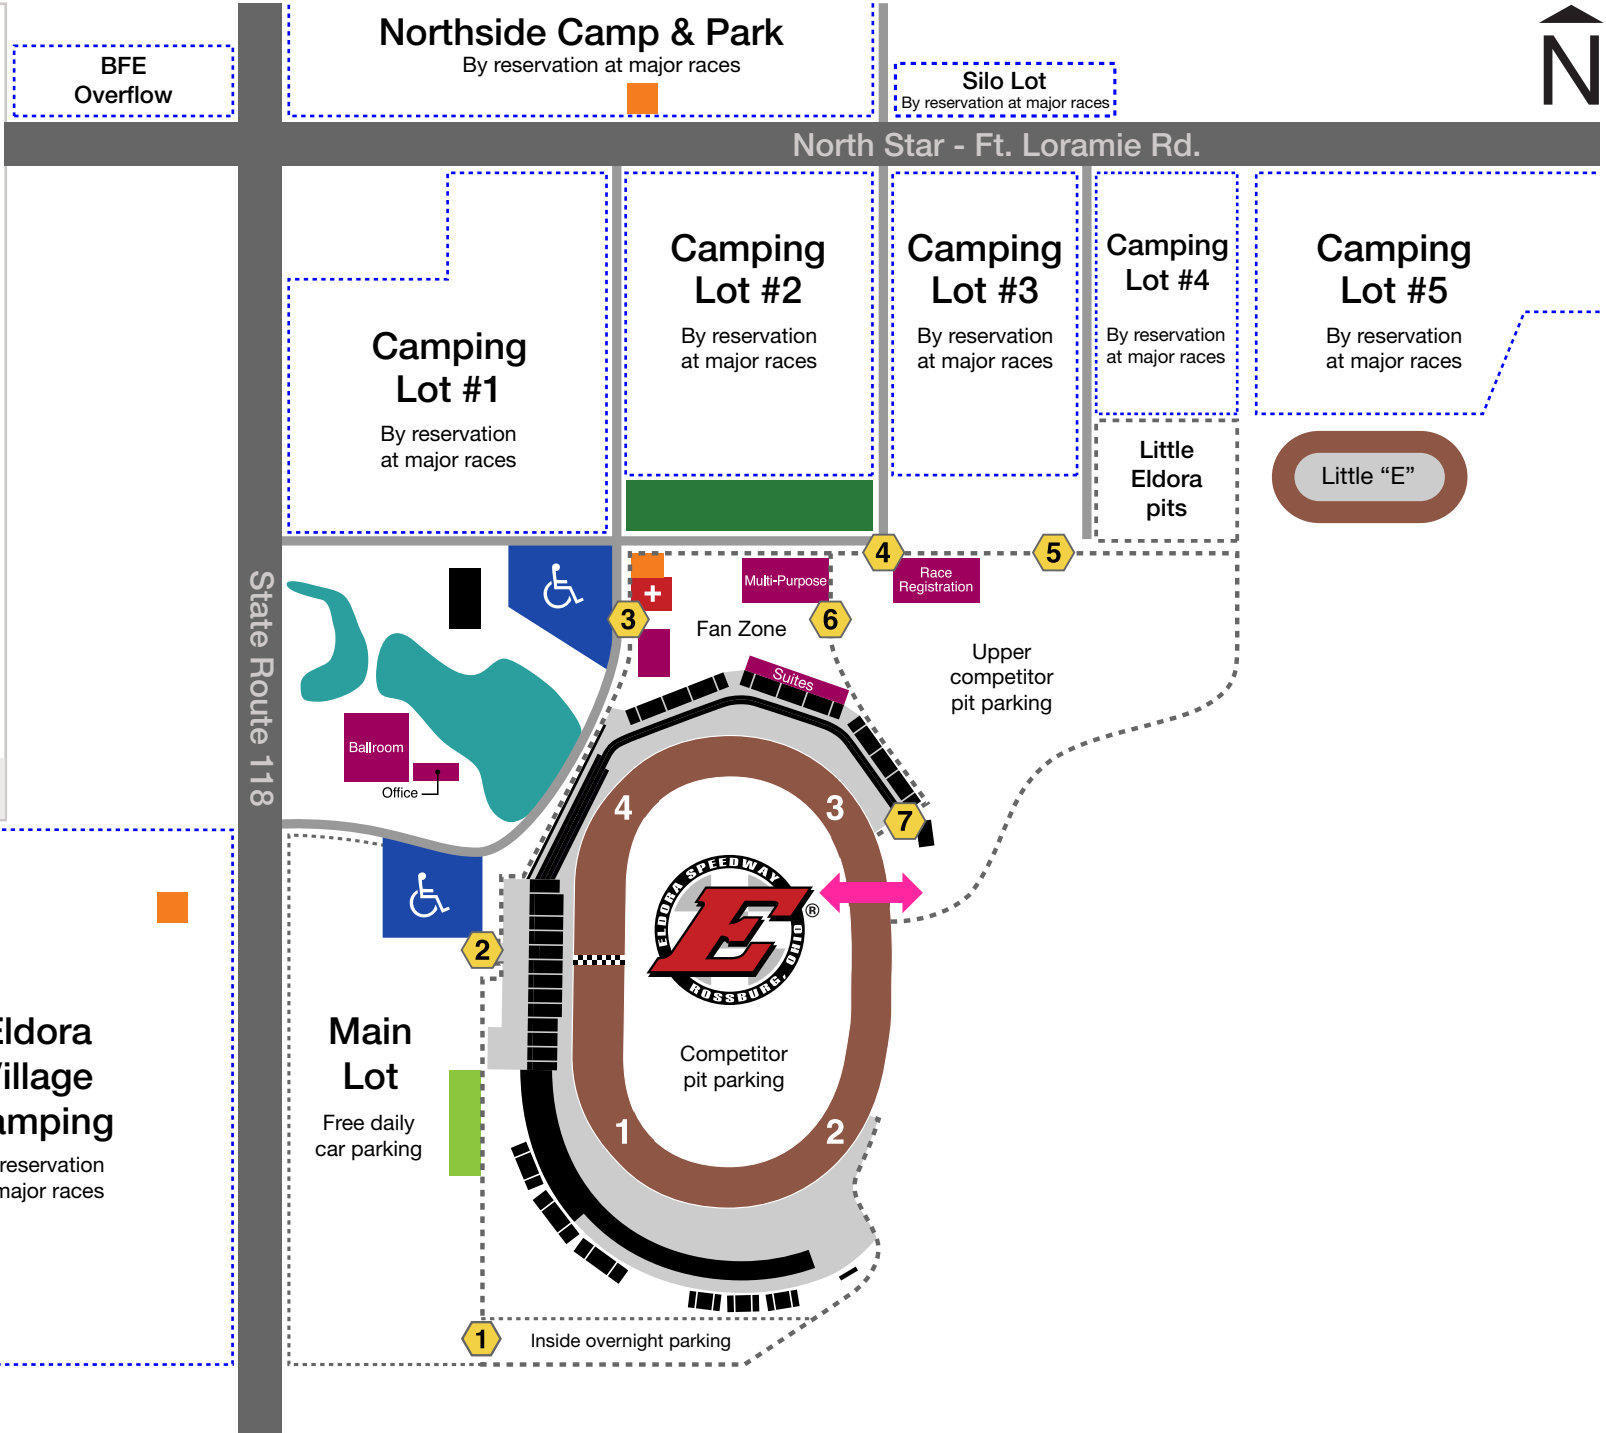 Northside Camp & Park
By reservation at major races
BFE
Overflow
Silo Lot
By reservation at major races
N
North Star - Ft. Loramie Rd.
Camping
Lot #1
By reservation
at major races
Camping
Lot #2
By reservation
at major races
Camping
Lot #3
By reservation
at major races
Camping
Lot #4
By reservation
at major races
Camping
Lot #5
By reservation
at major races
Little
Eldora
pits
Little “E”
State Route 118
4
5
3
6
Multi-Purpose
Race
Registration
Fan Zone
Upper
competitor
pit parking
Suites
Ballroom
Office
4
3
7
ELDORA SPEEDWAY
E
®
ROSSBURG, OHIO
2
Main
Lot
Free daily
car parking
Competitor
pit parking
1
2
Eldora
Village
amping
reservation
major races
1
Inside overnight parking